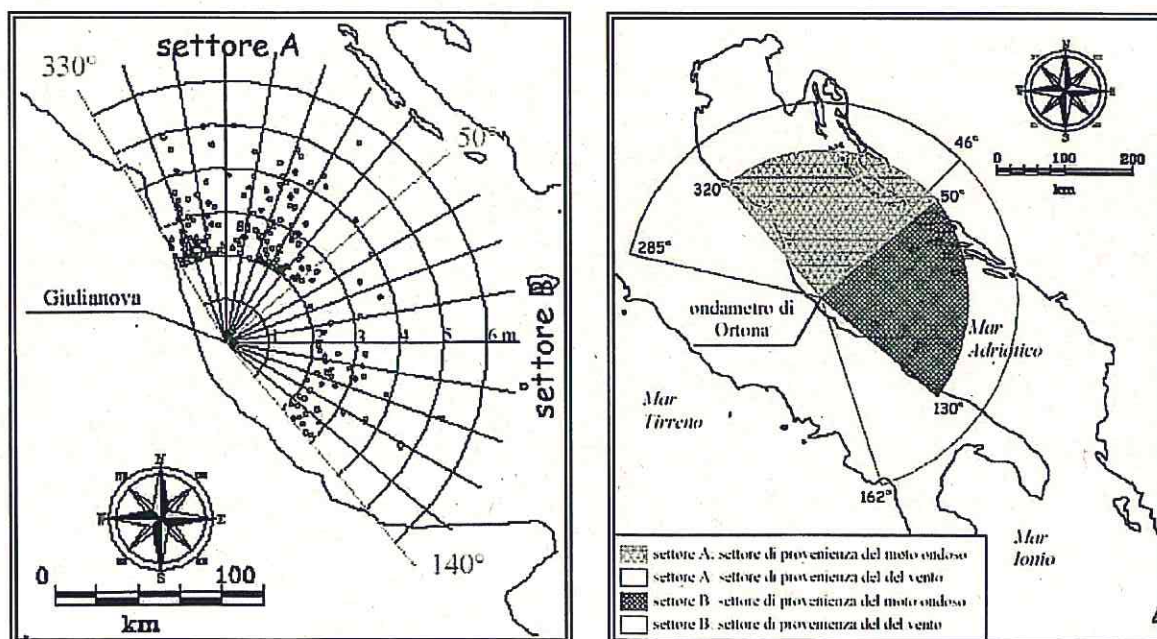 settore A
330°
50°
Giulianova
1 2 3 4 5 6 m
settore B
140°
0 100
km
N
S
46°
320°
50°
285°
ondametro di
Ortona
Mar
Adriatico
Mar
Tirreno
130°
162°
Mar
Ionio
0 100 200
km
settore A: settore di provenienza del moto ondoso
settore A: settore di provenienza del del vento
settore B: settore di provenienza del moto ondoso
settore B: settore di provenienza del del vento